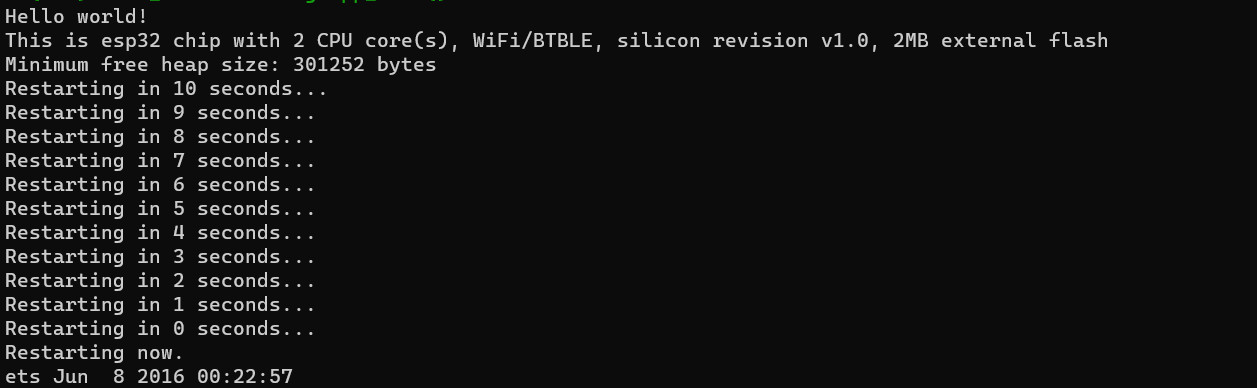 Hello world!
This is esp32 chip with 2 CPU core(s), WiFi/BTBLE, silicon revision v1.0, 2MB external flash
Minimum free heap size: 301252 bytes
Restarting in 10 seconds...
Restarting in 9 seconds...
Restarting in 8 seconds...
Restarting in 7 seconds...
Restarting in 6 seconds...
Restarting in 5 seconds...
Restarting in 4 seconds...
Restarting in 3 seconds...
Restarting in 2 seconds...
Restarting in 1 seconds...
Restarting in 0 seconds...
Restarting now.
ets Jun  8 2016 00:22:57